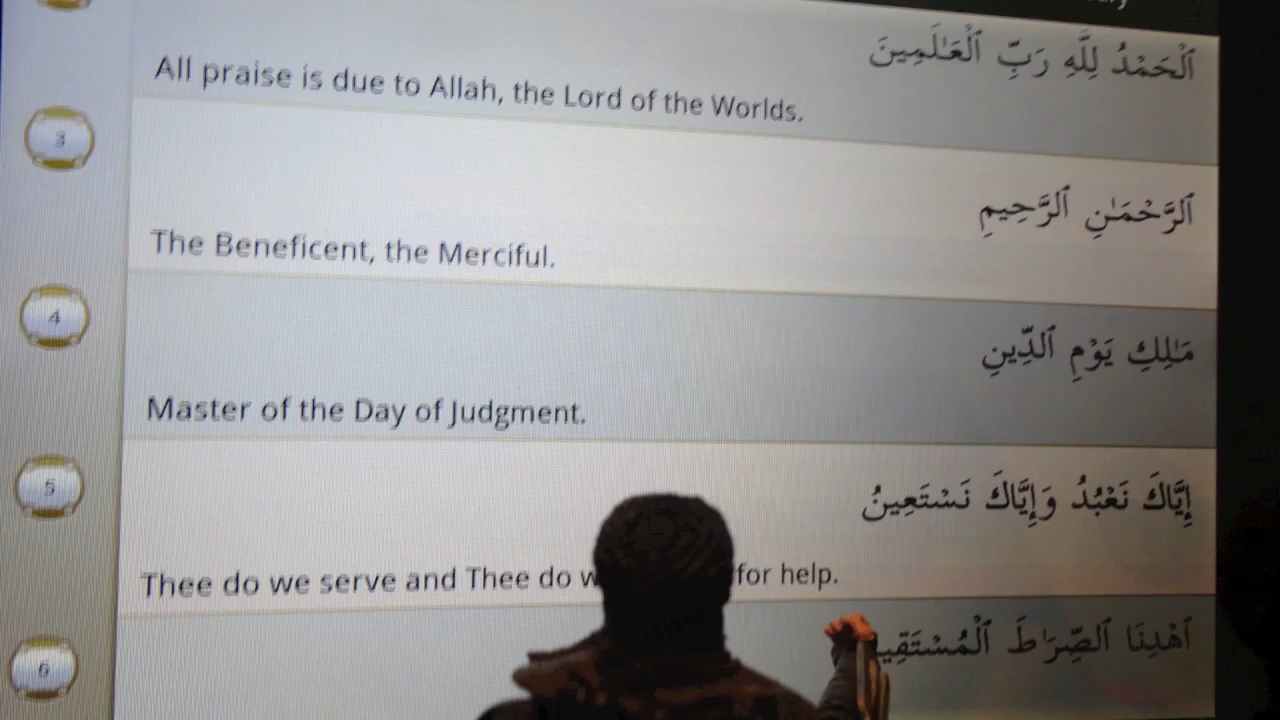 ٱلْحَمْدُ لِلَّهِ رَبِّ ٱلْعَـٰلَمِينَ
All praise is due to Allah, the Lord of the Worlds.
3
ٱلرَّحْمَـٰنِ ٱلرَّحِيمِ
The Beneficent, the Merciful.
4
مَـٰلِكِ يَوْمِ ٱلدِّينِ
Master of the Day of Judgment.
5
إِيَّاكَ نَعْبُدُ وَإِيَّاكَ نَسْتَعِينُ
Thee do we serve and Thee do for help.
6
ٱهْدِنَا ٱلصِّرَٰطَ